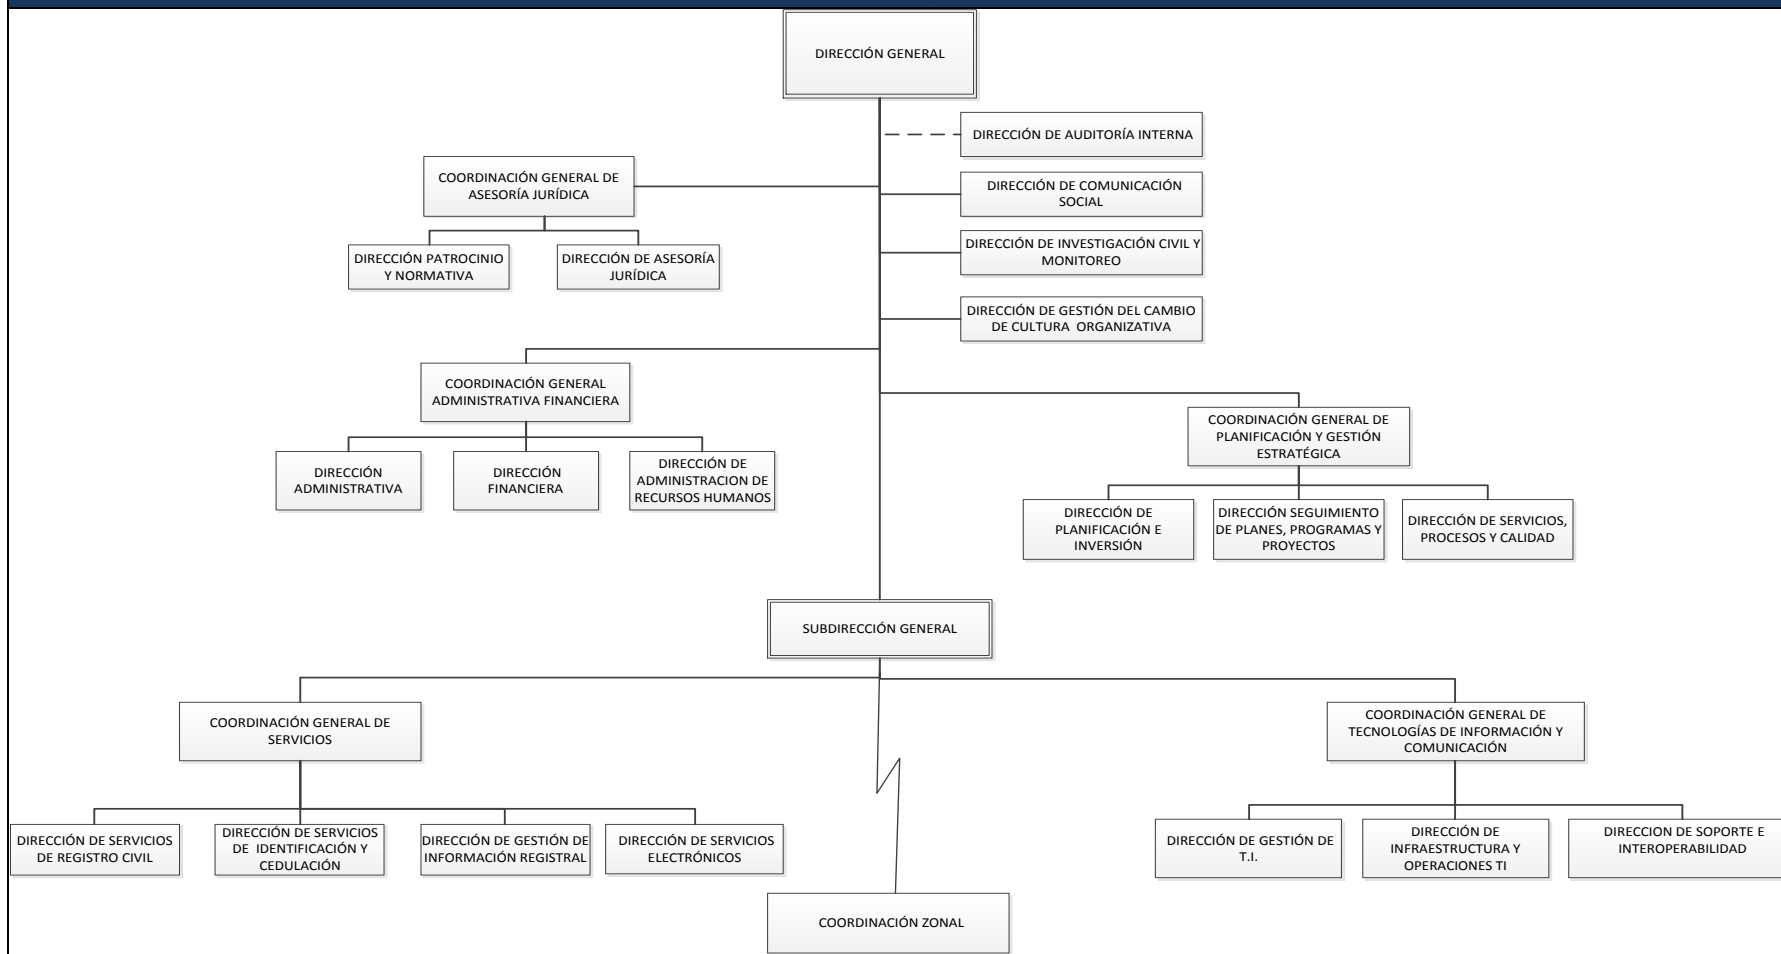 DIRECCIÓN GENERAL
DIRECCIÓN DE AUDITORÍA INTERNA
COORDINACIÓN GENERAL DE
ASESORÍA JURÍDICA
DIRECCIÓN DE COMUNICACIÓN
SOCIAL
DIRECCIÓN PATROCINIO
Y NORMATIVA
DIRECCIÓN DE ASESORÍA
JURÍDICA
DIRECCIÓN DE INVESTIGACIÓN CIVIL Y
MONITOREO
DIRECCIÓN DE GESTIÓN DEL CAMBIO
DE CULTURA ORGANIZATIVA
COORDINACIÓN GENERAL
ADMINISTRATIVA FINANCIERA
COORDINACIÓN GENERAL DE
PLANIFICACIÓN Y GESTIÓN
ESTRATÉGICA
DIRECCIÓN
ADMINISTRATIVA
DIRECCIÓN
FINANCIERA
DIRECCIÓN DE
ADMINISTRACION DE
RECURSOS HUMANOS
DIRECCIÓN DE
PLANIFICACIÓN E
INVERSIÓN
DIRECCIÓN SEGUIMIENTO
DE PLANES, PROGRAMAS Y
PROYECTOS
DIRECCIÓN DE SERVICIOS,
PROCESOS Y CALIDAD
SUBDIRECCIÓN GENERAL
COORDINACIÓN GENERAL DE
SERVICIOS
COORDINACIÓN GENERAL DE
TECNOLOGÍAS DE INFORMACIÓN Y
COMUNICACIÓN
DIRECCIÓN DE SERVICIOS
DE REGISTRO CIVIL
DIRECCIÓN DE SERVICIOS
DE IDENTIFICACIÓN Y
CEDULACIÓN
DIRECCIÓN DE GESTIÓN DE
INFORMACIÓN REGISTRAL
DIRECCIÓN DE SERVICIOS
ELECTRÓNICOS
DIRECCIÓN DE GESTIÓN DE
T.I.
DIRECCIÓN DE
INFRAESTRUCTURA Y
OPERACIONES TI
DIRECCION DE SOPORTE E
INTEROPERABILIDAD
COORDINACIÓN ZONAL